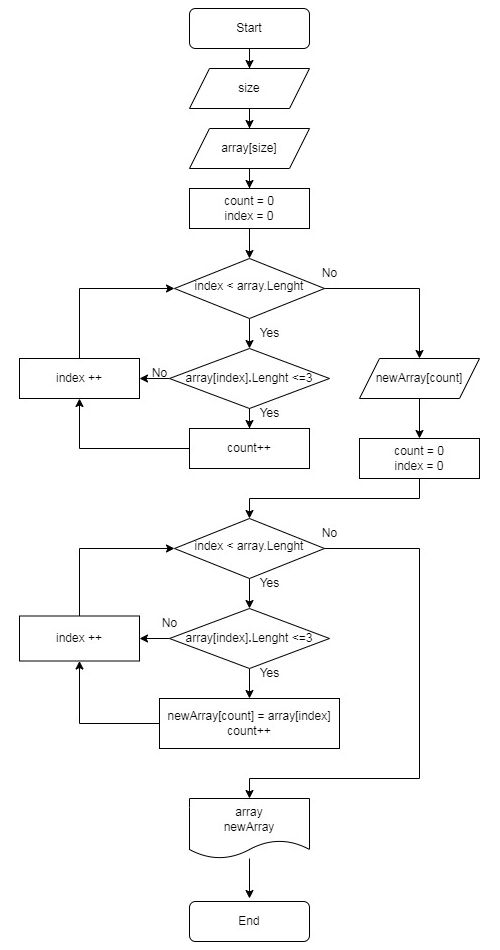 Start
size
array[size]
count = 0
index = 0
index < array.Lenght
No
Yes
index ++
No
array[index].Lenght <=3
newArray[count]
Yes
count++
count = 0
index = 0
index < array.Lenght
No
Yes
index ++
No
array[index].Lenght <=3
Yes
newArray[count] = array[index]
count++
array
newArray
End